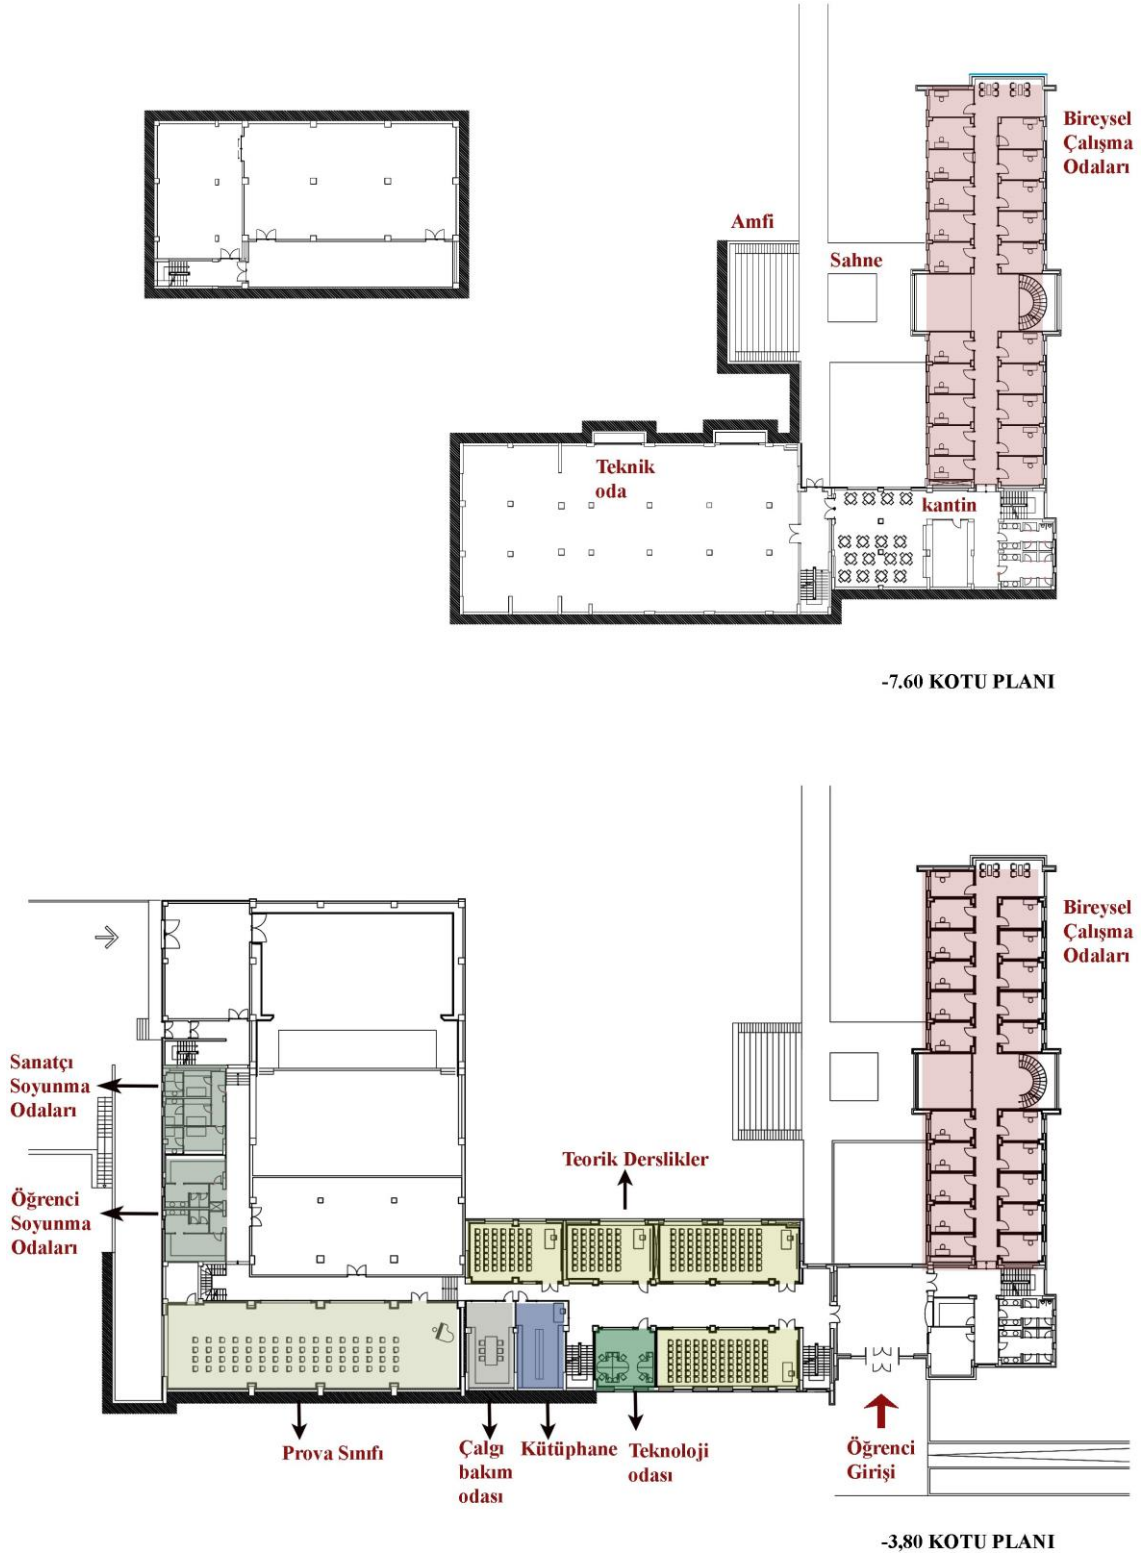 Bireysel
Çalışma
Odaları
Amfi
Sahne
Teknik
oda
kantin
-7.60 KOTU PLANI
Bireysel
Çalışma
Odaları
Sanatçı
Soyunma
Odaları
Teorik Derslikler
Öğrenci
Soyunma
Odaları
Prova Sınıfı
Çalgı
bakım
odası
Kütüphane
Teknoloji
odası
Öğrenci
Girişi
-3,80 KOTU PLANI